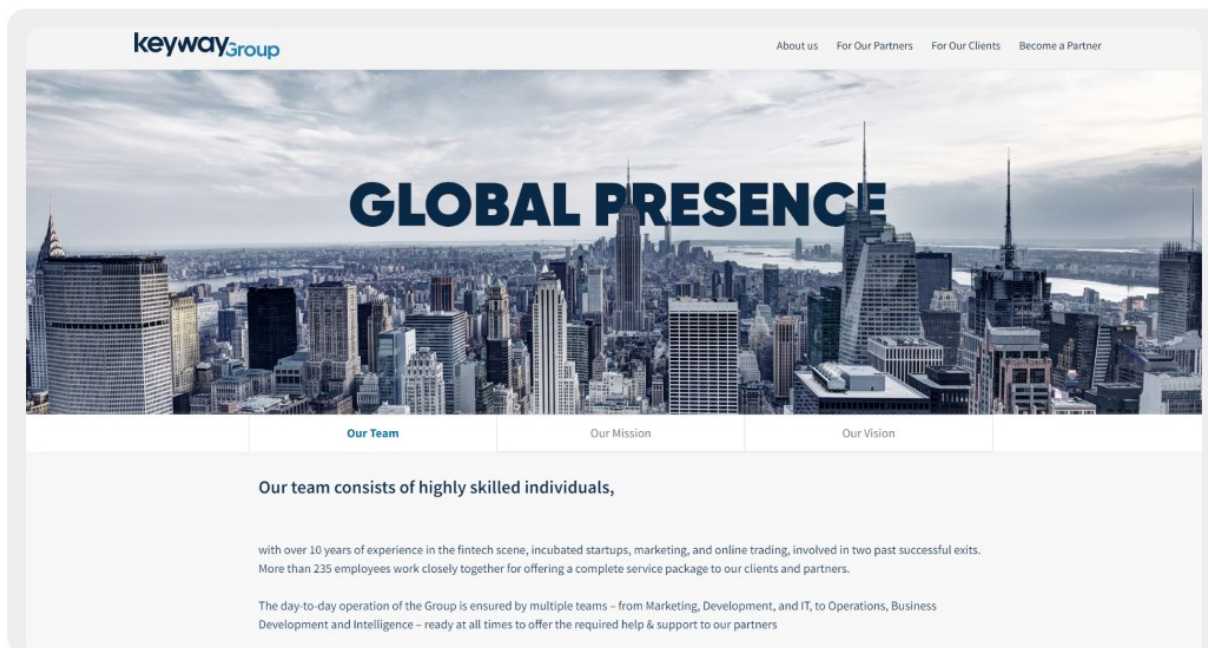 keywayGroup
About us For Our Partners For Our Clients Become a Partner
GLOBAL PRESENCE
Our Team Our Mission Our Vision
Our team consists of highly skilled individuals,
with over 10 years of experience in the fintech scene, incubated startups, marketing, and online trading, involved in two past successful exits.
More than 235 employees work closely together for offering a complete service package to our clients and partners.
The day-to-day operation of the Group is ensured by multiple teams – from Marketing, Development, and IT, to Operations, Business
Development and Intelligence – ready at all times to offer the required help & support to our partners